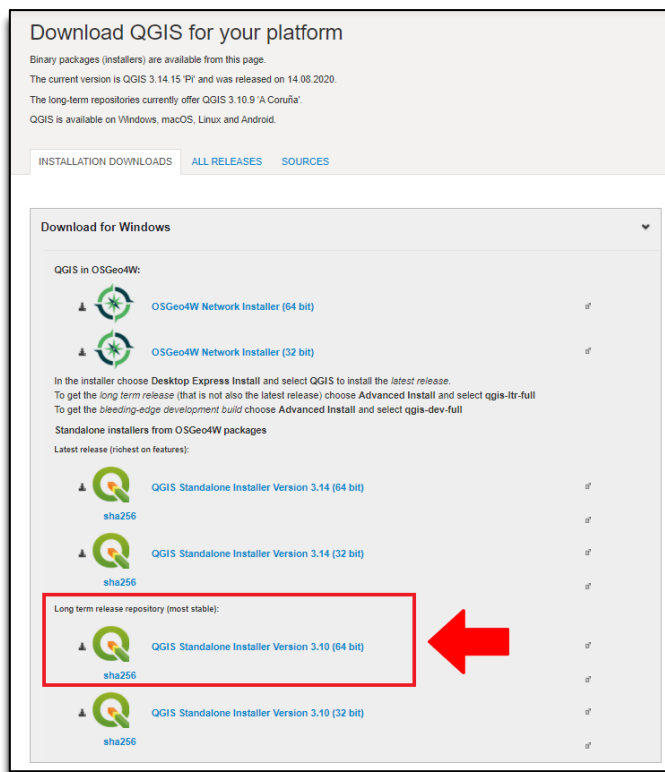 Download QGIS for your platform
Binary packages (installers) are available from this page.
The current version is QGIS 3.14.15 'Pi' and was released on 14.08.2020.
The long-term repositories currently offer QGIS 3.10.9 'A Coruña'.
QGIS is available on Windows, macOS, Linux and Android.
INSTALLATION DOWNLOADS ALL RELEASES SOURCES
Download for Windows
QGIS in OSGeo4W:
OSGeo4W Network Installer (64 bit)
OSGeo4W Network Installer (32 bit)
In the installer choose Desktop Express Install and select QGIS to install the latest release.
To get the long term release (that is not also the latest release) choose Advanced Install and select qgis-ltr-full
To get the bleeding-edge development build choose Advanced Install and select qgis-dev-full
Standalone installers from OSGeo4W packages
Latest release (richest on features):
QGIS Standalone Installer Version 3.14 (64 bit)
sha256
QGIS Standalone Installer Version 3.14 (32 bit)
sha256
Long term release repository (most stable):
QGIS Standalone Installer Version 3.10 (64 bit)
sha256
QGIS Standalone Installer Version 3.10 (32 bit)
sha256